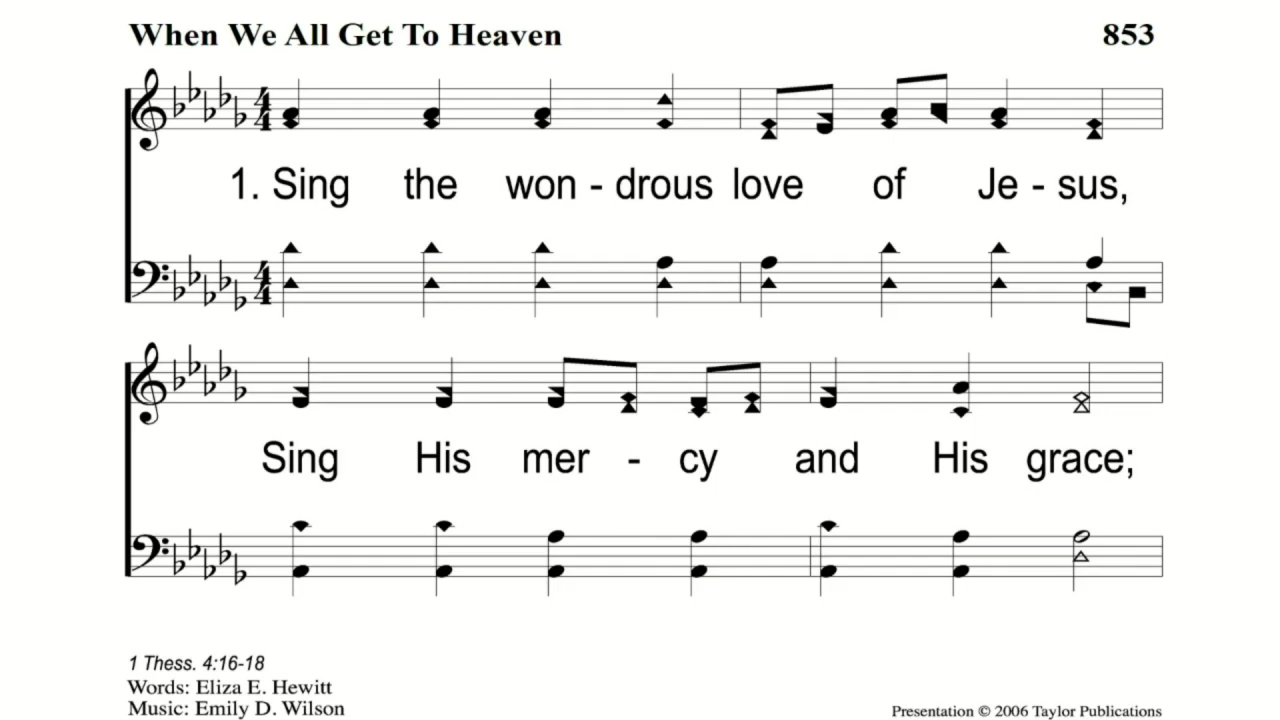 When We All Get To Heaven 853
1. Sing the won - drous love of Je - sus,
Sing His mer - cy and His grace;
1 Thess. 4:16-18
Words: Eliza E. Hewitt
Music: Emily D. Wilson
Presentation © 2006 Taylor Publications